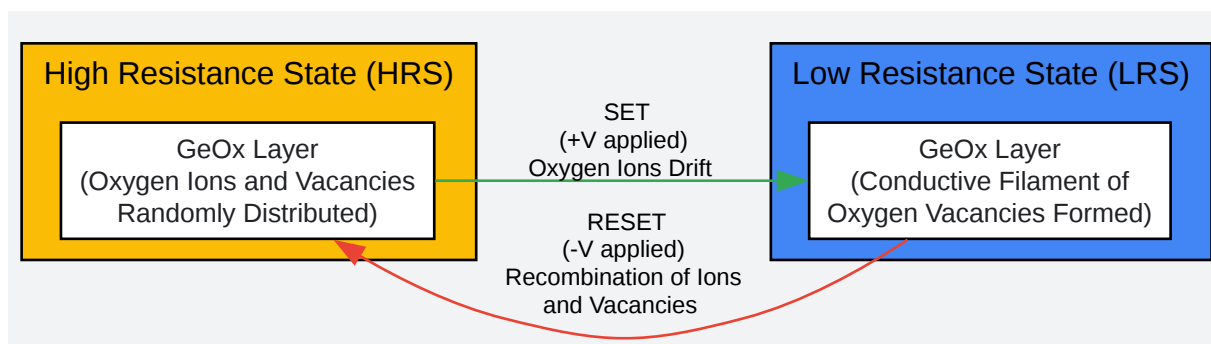 High Resistance State (HRS)
GeOx Layer
(Oxygen Ions and Vacancies
Randomly Distributed)
SET
(+V applied)
Oxygen Ions Drift
RESET
(-V applied)
Recombination of Ions
and Vacancies
Low Resistance State (LRS)
GeOx Layer
(Conductive Filament of
Oxygen Vacancies Formed)